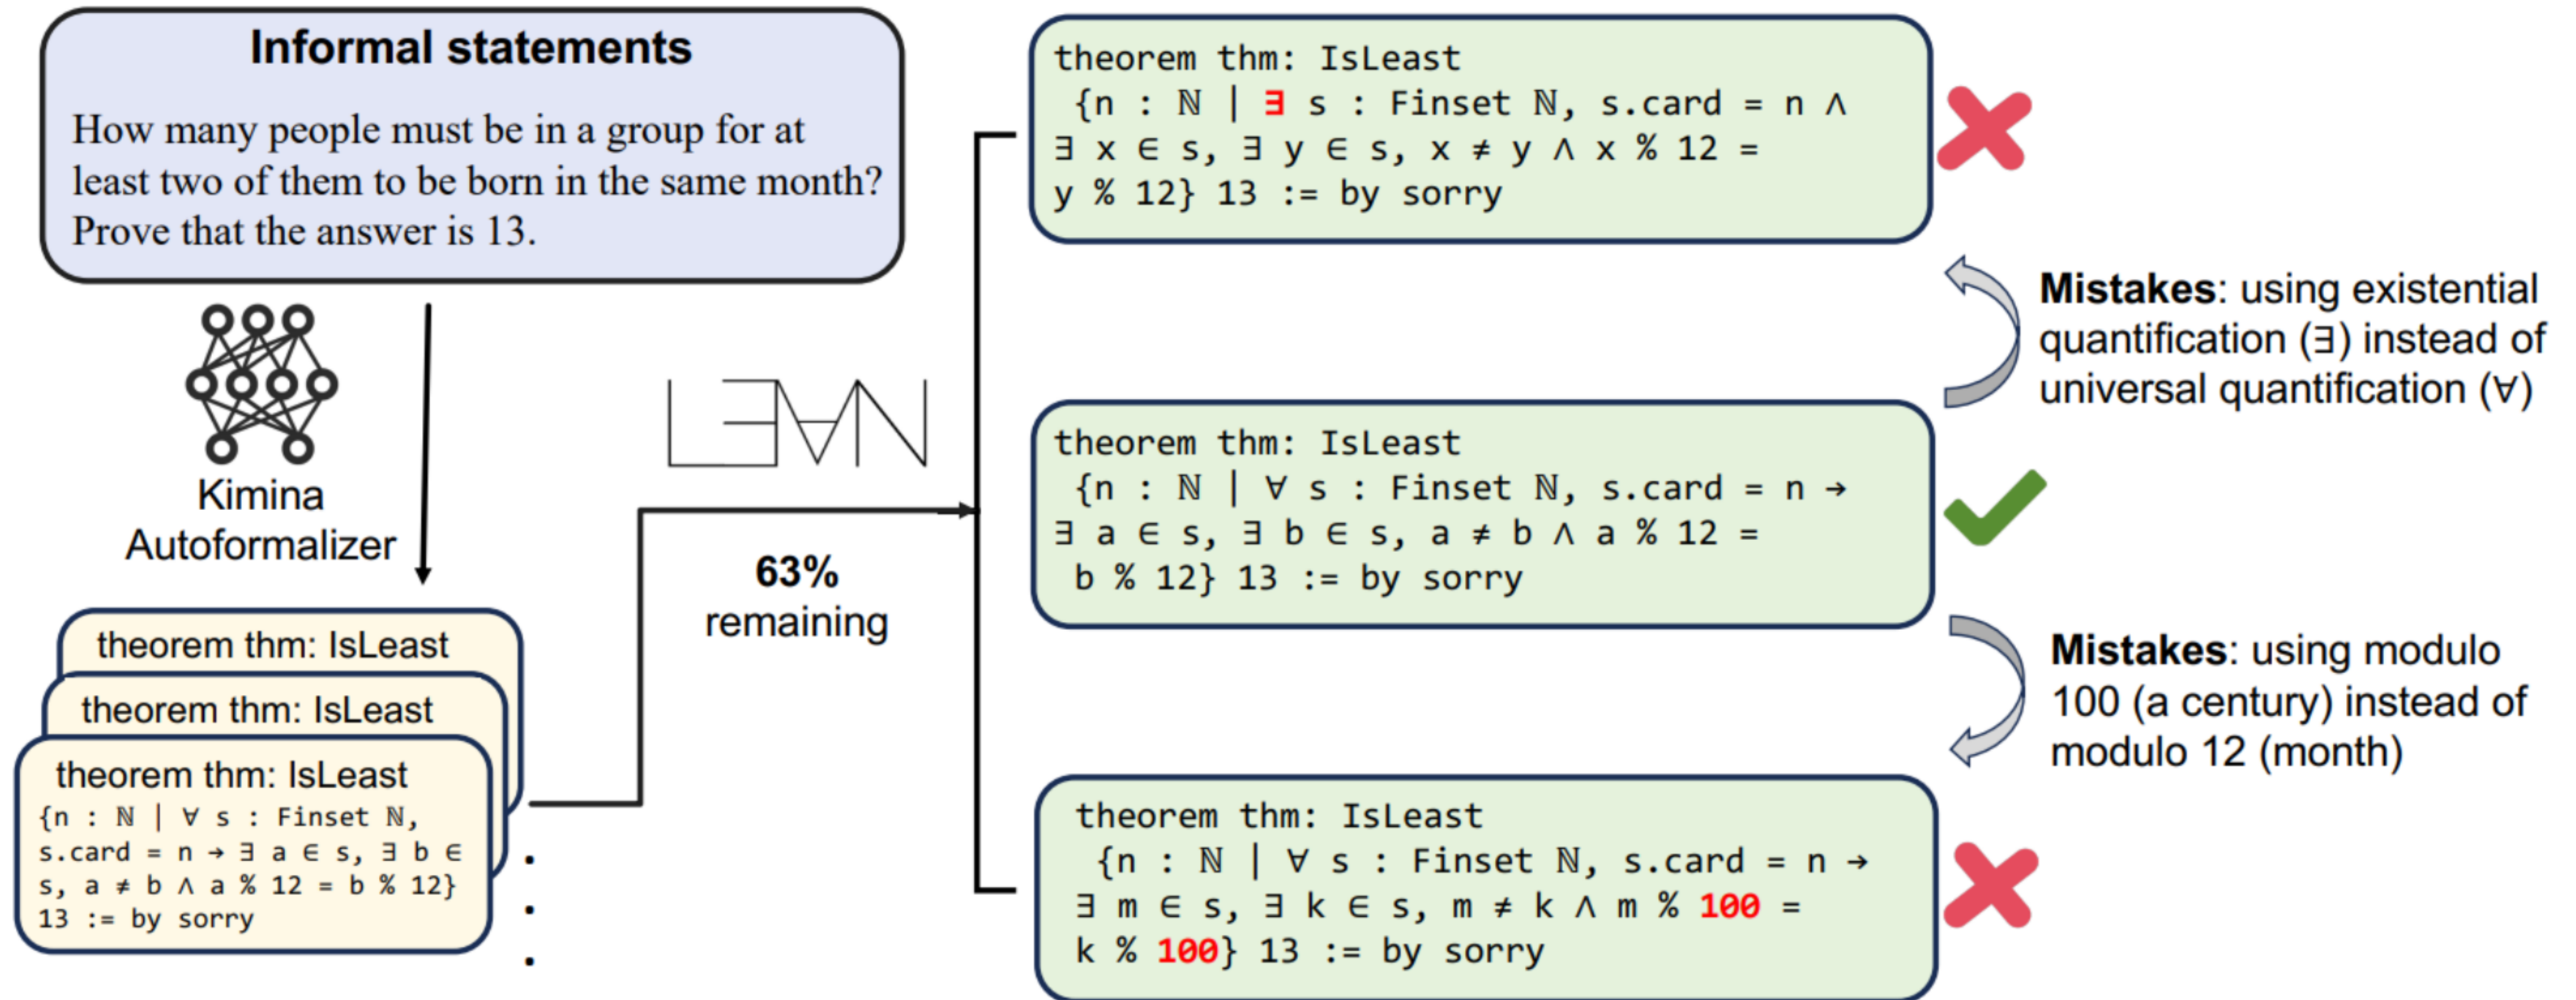 Informal statements
How many people must be in a group for at
least two of them to be born in the same month?
Prove that the answer is 13.
Kimina
Autoformalizer
theorem thm: IsLeast
theorem thm: IsLeast
theorem thm: IsLeast
{n : ℕ | ∀ s : Finset ℕ,
s.card = n → ∃ a ∈ s, ∃ b ∈
s, a ≠ b ∧ a % 12 = b % 12}
13 := by sorry
.
.
.
L∃∀N
63%
remaining
theorem thm: IsLeast
{n : ℕ | ∃ s : Finset ℕ, s.card = n ∧
∃ x ∈ s, ∃ y ∈ s, x ≠ y ∧ x % 12 =
y % 12} 13 := by sorry
Mistakes: using existential
quantification (∃) instead of
universal quantification (∀)
theorem thm: IsLeast
{n : ℕ | ∀ s : Finset ℕ, s.card = n →
∃ a ∈ s, ∃ b ∈ s, a ≠ b ∧ a % 12 =
b % 12} 13 := by sorry
Mistakes: using modulo
100 (a century) instead of
modulo 12 (month)
theorem thm: IsLeast
{n : ℕ | ∀ s : Finset ℕ, s.card = n →
∃ m ∈ s, ∃ k ∈ s, m ≠ k ∧ m % 100 =
k % 100} 13 := by sorry